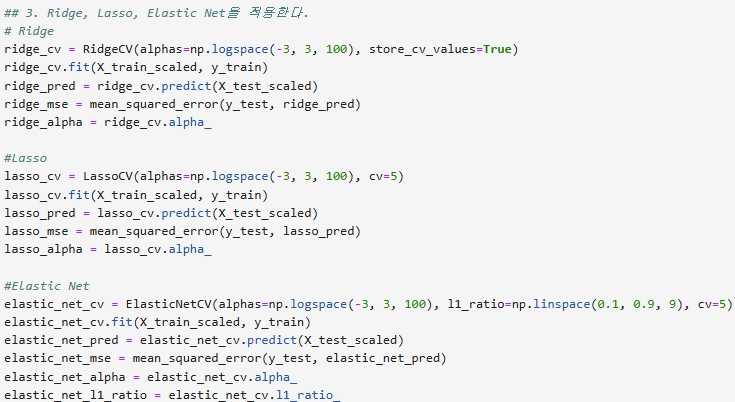 ## 3. Ridge, Lasso, Elastic Net을 적용한다.
# Ridge
ridge_cv = RidgeCV(alphas=np.logspace(-3, 3, 100), store_cv_values=True)
ridge_cv.fit(X_train_scaled, y_train)
ridge_pred = ridge_cv.predict(X_test_scaled)
ridge_mse = mean_squared_error(y_test, ridge_pred)
ridge_alpha = ridge_cv.alpha_
#Lasso
lasso_cv = LassoCV(alphas=np.logspace(-3, 3, 100), cv=5)
lasso_cv.fit(X_train_scaled, y_train)
lasso_pred = lasso_cv.predict(X_test_scaled)
lasso_mse = mean_squared_error(y_test, lasso_pred)
lasso_alpha = lasso_cv.alpha_
#Elastic Net
elastic_net_cv = ElasticNetCV(alphas=np.logspace(-3, 3, 100), l1_ratio=np.linspace(0.1, 0.9, 9), cv=5)
elastic_net_cv.fit(X_train_scaled, y_train)
elastic_net_pred = elastic_net_cv.predict(X_test_scaled)
elastic_net_mse = mean_squared_error(y_test, elastic_net_pred)
elastic_net_alpha = elastic_net_cv.alpha_
elastic_net_l1_ratio = elastic_net_cv.l1_ratio_